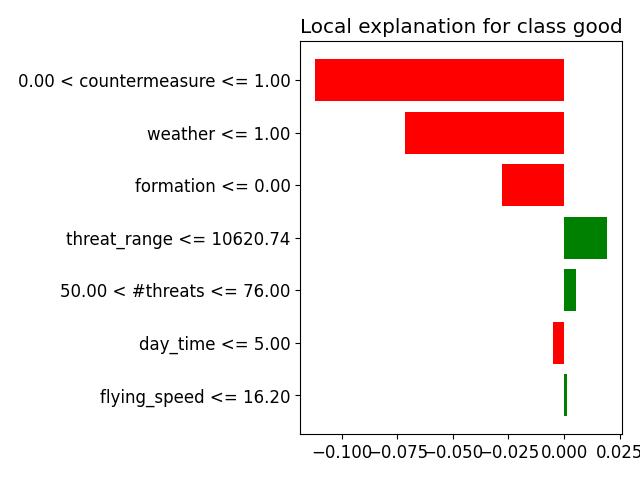 Local explanation for class good
0.00 < countermeasure <= 1.00
weather <= 1.00
formation <= 0.00
threat_range <= 10620.74
50.00 < #threats <= 76.00
day_time <= 5.00
flying_speed <= 16.20
−0.100 −0.075 −0.050 −0.025 0.000 0.025